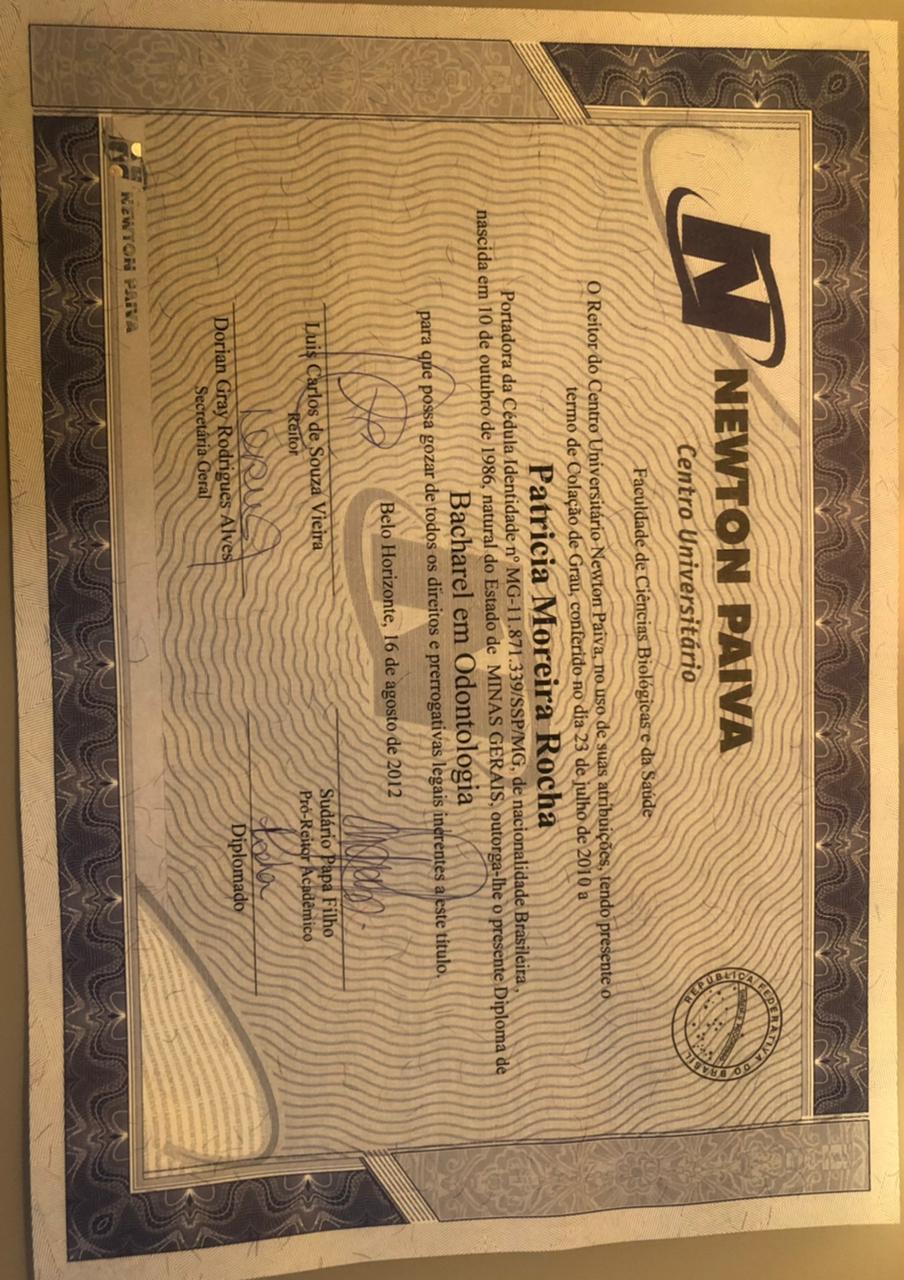 NEWTON PAIVA
Centro Universitário
REPÚBLICA FEDERATIVA DO BRASIL
Faculdade de Ciências Biológicas e da Saúde
O Reitor do Centro Universitário Newton Paiva, no uso de suas atribuições, tendo presente o
termo de Colação de Grau, conferido no dia 23 de julho de 2010 a
Patricia Moreira Rocha
Portadora da Cédula Identidade nº MG-11.871.339/SSP/MG, de nacionalidade Brasileira,
nascida em 10 de outubro de 1986, natural do Estado de MINAS GERAIS, outorga-lhe o presente Diploma de
Bacharel em Odontologia
para que possa gozar de todos os direitos e prerrogativas legais inerentes a este título.
Belo Horizonte, 16 de agosto de 2012
Luis Carlos de Souza Vieira
Reitor
Sudário Papa Filho
Pró-Reitor Acadêmico
Dorian Gray Rodrigues Alves
Secretária Geral
Diplomado
NEWTON PAIVA